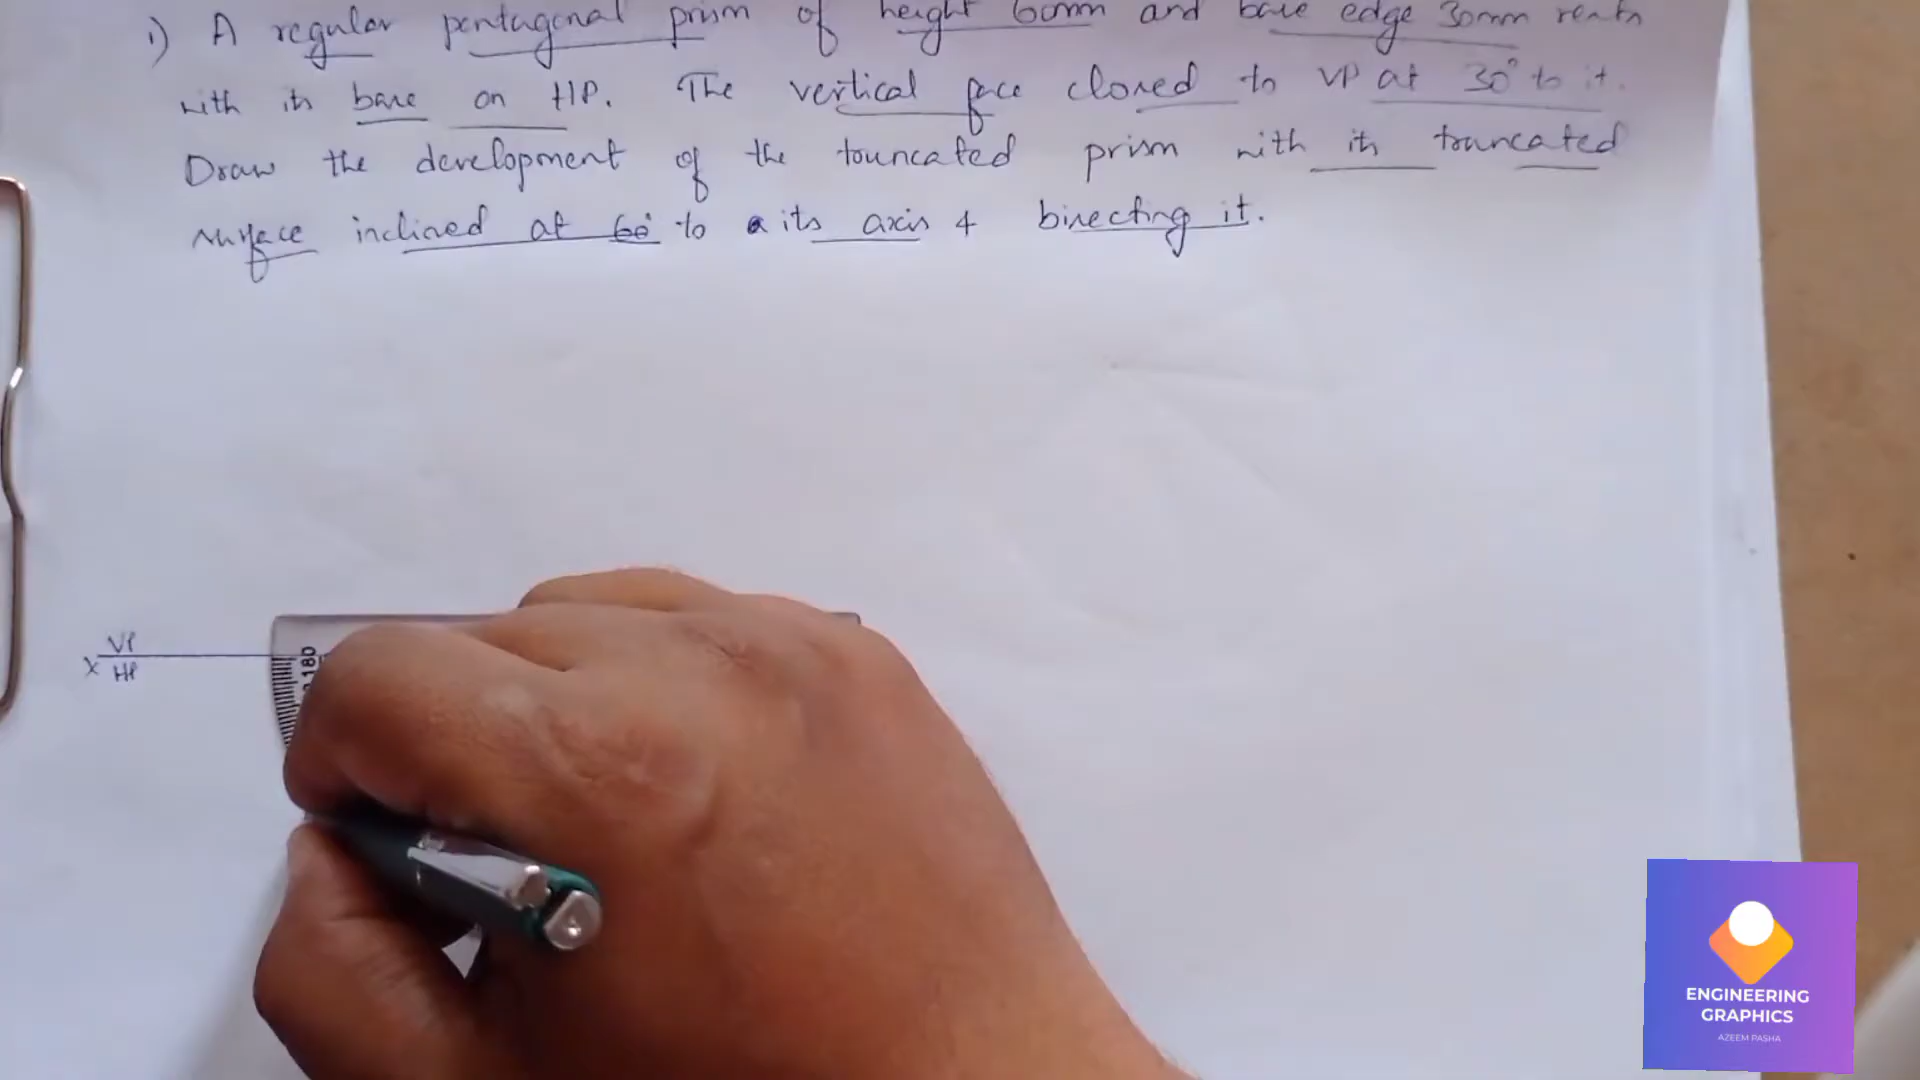 i) A regular pentagonal prism of height 60mm and base edge 30mm rests
with its base on HP. The vertical face closed to VP at 30° to it.
Draw the development of the truncated prism with its truncated
surface inclined at 60° to its axis & bisecting it.
VP
X HP
180
ENGINEERING
GRAPHICS
AZEEM PASHA